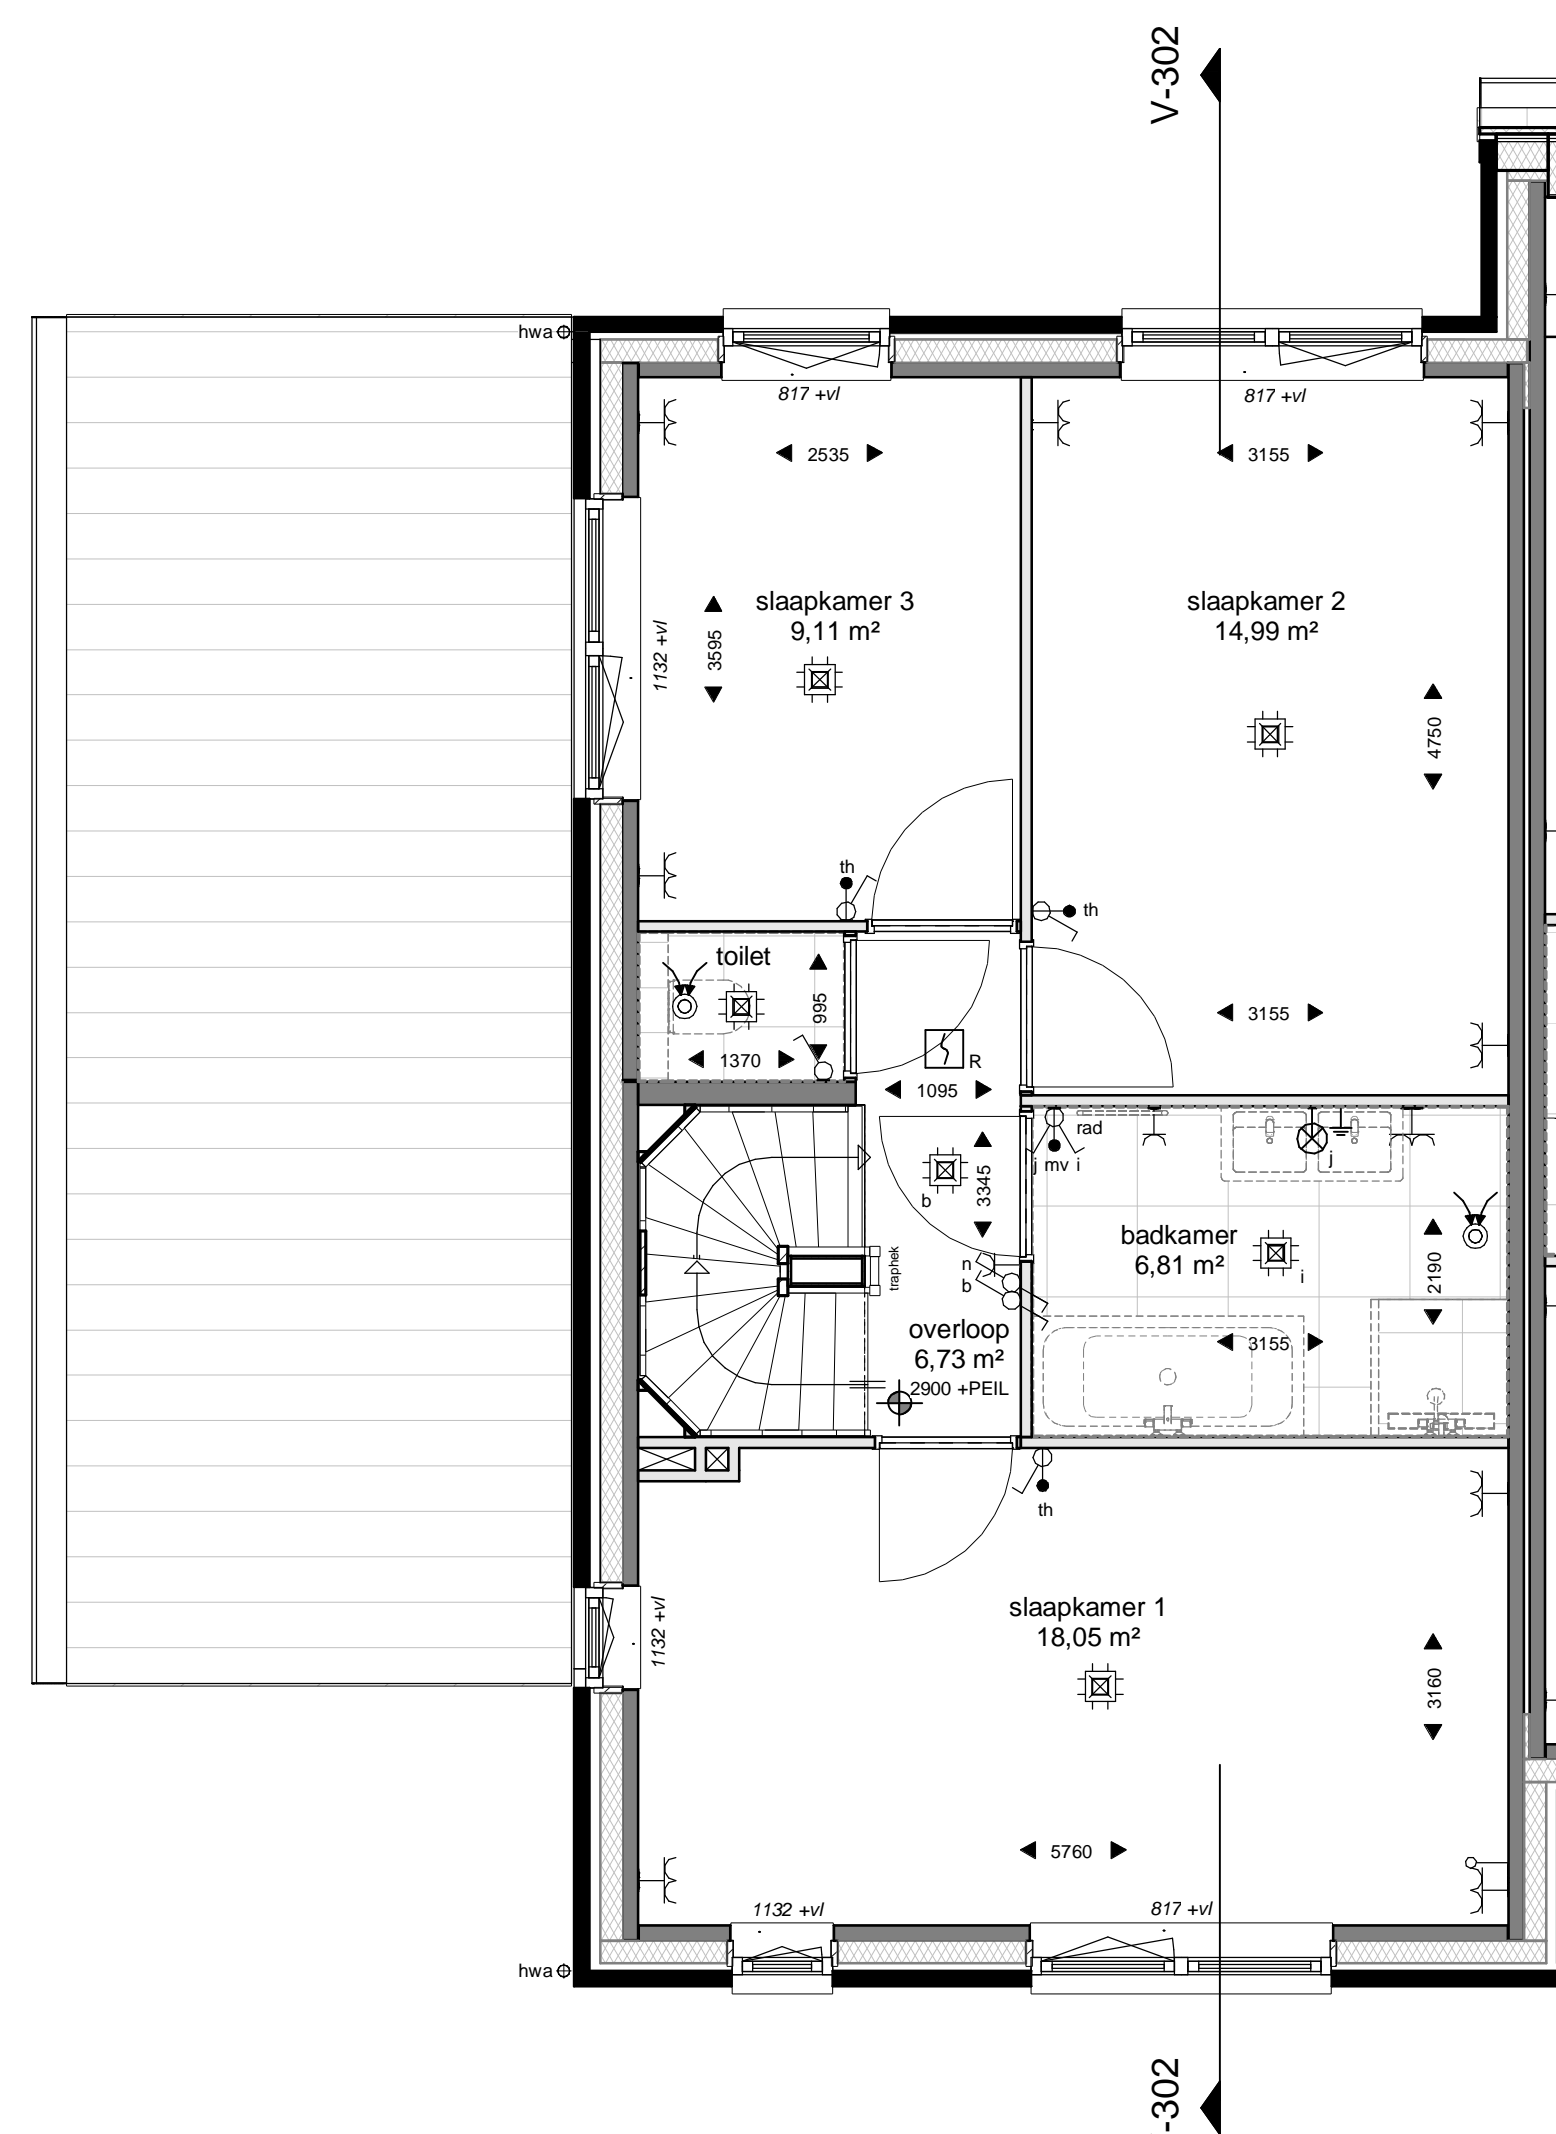 V-302
hwa
817 +vl
817 +vl
2535
3155
slaapkamer 3
9,11 m²
slaapkamer 2
14,99 m²
1132 +vl
3595
4750
th
th
toilet
995
1370
3155
R
1095
rad
j mv i
j
b
3345
badkamer
6,81 m²
i
2190
traphek
n
b
overloop
6,73 m²
2900 +PEIL
3155
th
slaapkamer 1
18,05 m²
1132 +vl
3160
5760
1132 +vl
817 +vl
hwa
-302